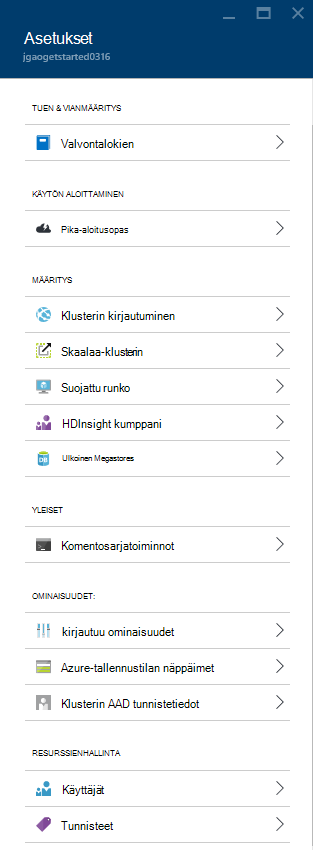 Asetukset
jgaogetstarted0316
TUEN & VIANMÄÄRITYS
Valvontalokien
KÄYTÖN ALOITTAMINEN
Pika-aloitusopas
MÄÄRITYS
Klusterin kirjautuminen
Skaalaa-klusterin
Suojattu runko
HDInsight kumppani
Ulkoinen Megastores
YLEISET
Komentosarjatoiminnot
OMINAISUUDET:
kirjautuu ominaisuudet
Azure-tallennustilan näppäimet
Klusterin AAD tunnistetiedot
RESURSSIENHALLINTA
Käyttäjät
Tunnisteet